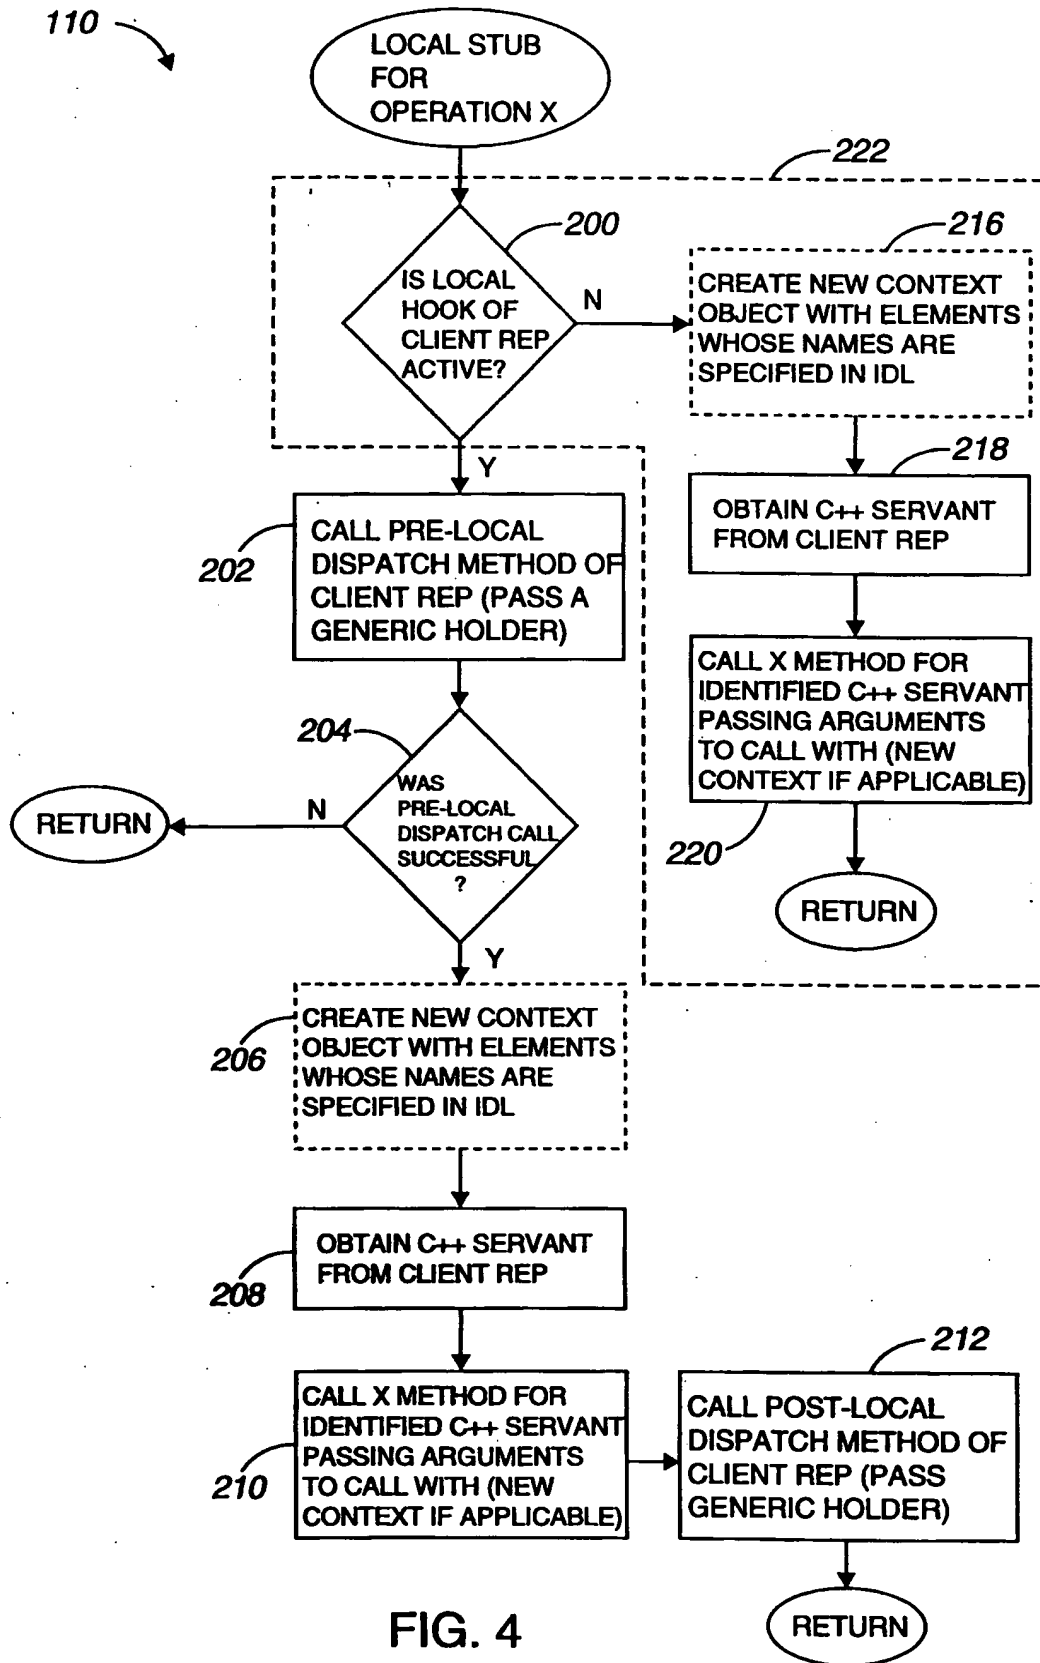 110
LOCAL STUB
FOR
OPERATION X
222
200
IS LOCAL
HOOK OF
CLIENT REP
ACTIVE?
N
216
CREATE NEW CONTEXT
OBJECT WITH ELEMENTS
WHOSE NAMES ARE
SPECIFIED IN IDL
Y
218
OBTAIN C++ SERVANT
FROM CLIENT REP
202
CALL PRE-LOCAL
DISPATCH METHOD OF
CLIENT REP (PASS A
GENERIC HOLDER)
CALL X METHOD FOR
IDENTIFIED C++ SERVANT
PASSING ARGUMENTS
TO CALL WITH (NEW
CONTEXT IF APPLICABLE)
220
RETURN
204
WAS
PRE-LOCAL
DISPATCH CALL
SUCCESSFUL
?
N
RETURN
Y
206
CREATE NEW CONTEXT
OBJECT WITH ELEMENTS
WHOSE NAMES ARE
SPECIFIED IN IDL
208
OBTAIN C++ SERVANT
FROM CLIENT REP
210
CALL X METHOD FOR
IDENTIFIED C++ SERVANT
PASSING ARGUMENTS
TO CALL WITH (NEW
CONTEXT IF APPLICABLE)
212
CALL POST-LOCAL
DISPATCH METHOD OF
CLIENT REP (PASS
GENERIC HOLDER)
RETURN
FIG. 4